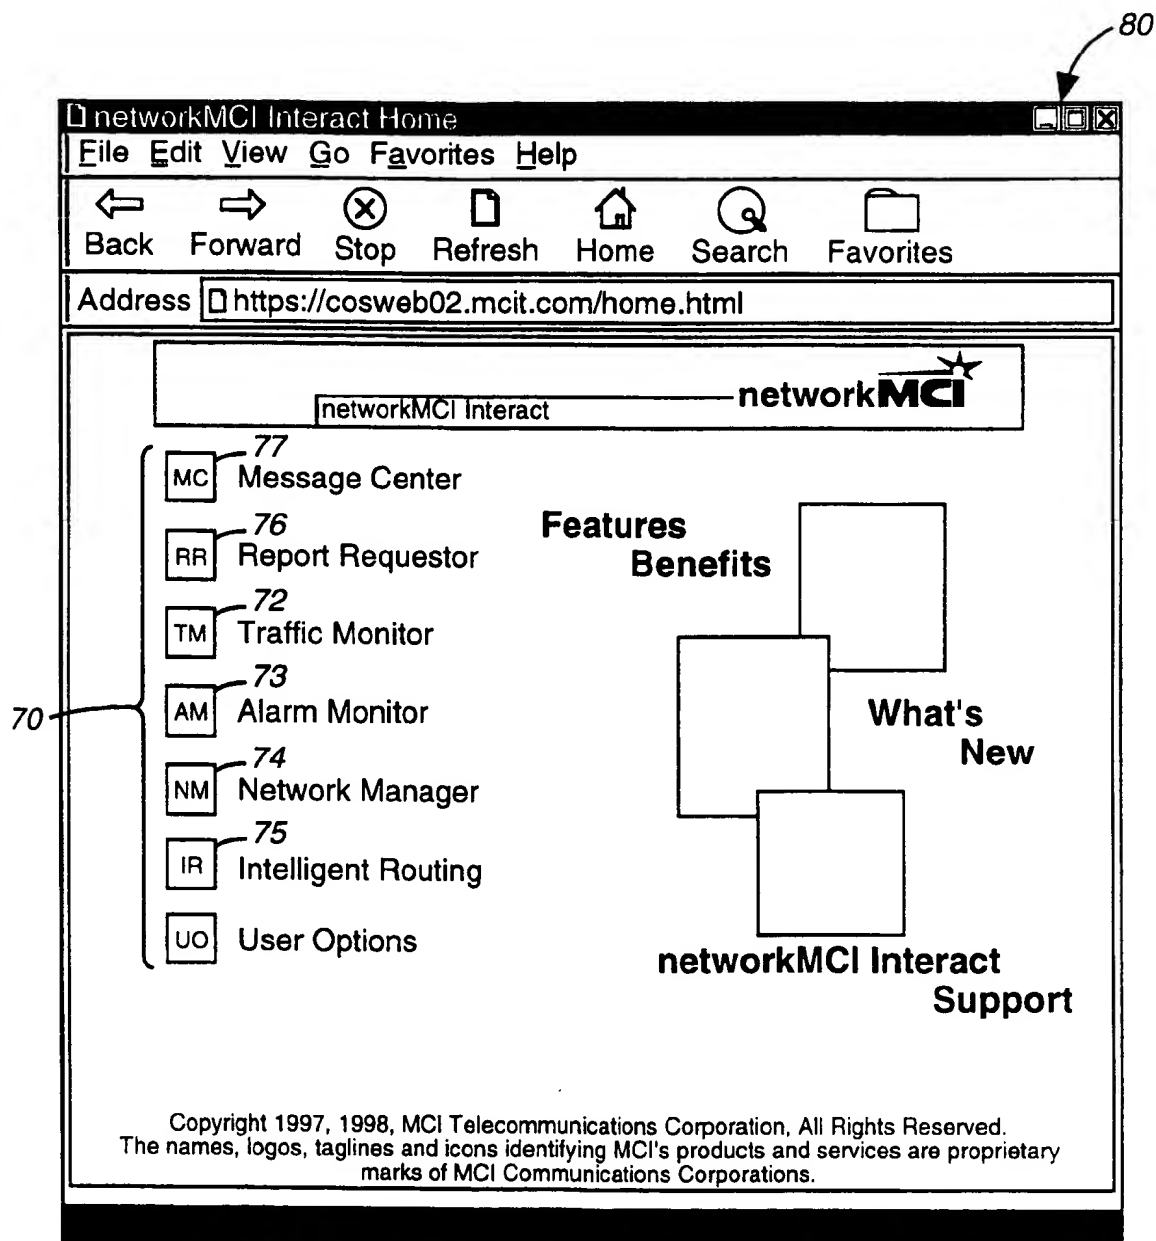 80
networkMCI Interact Home
File Edit View Go Favorites Help
Back Forward Stop Refresh Home Search Favorites
Address https://cosweb02.mcit.com/home.html
networkMCI Interact
networkMCI
77
MC Message Center
76
RR Report Requestor
72
TM Traffic Monitor
73
AM Alarm Monitor
70
74
NM Network Manager
75
IR Intelligent Routing
UO User Options
Features
Benefits
What's
New
networkMCI Interact
Support
Copyright 1997, 1998, MCI Telecommunications Corporation, All Rights Reserved.
The names, logos, taglines and icons identifying MCI's products and services are proprietary
marks of MCI Communications Corporations.